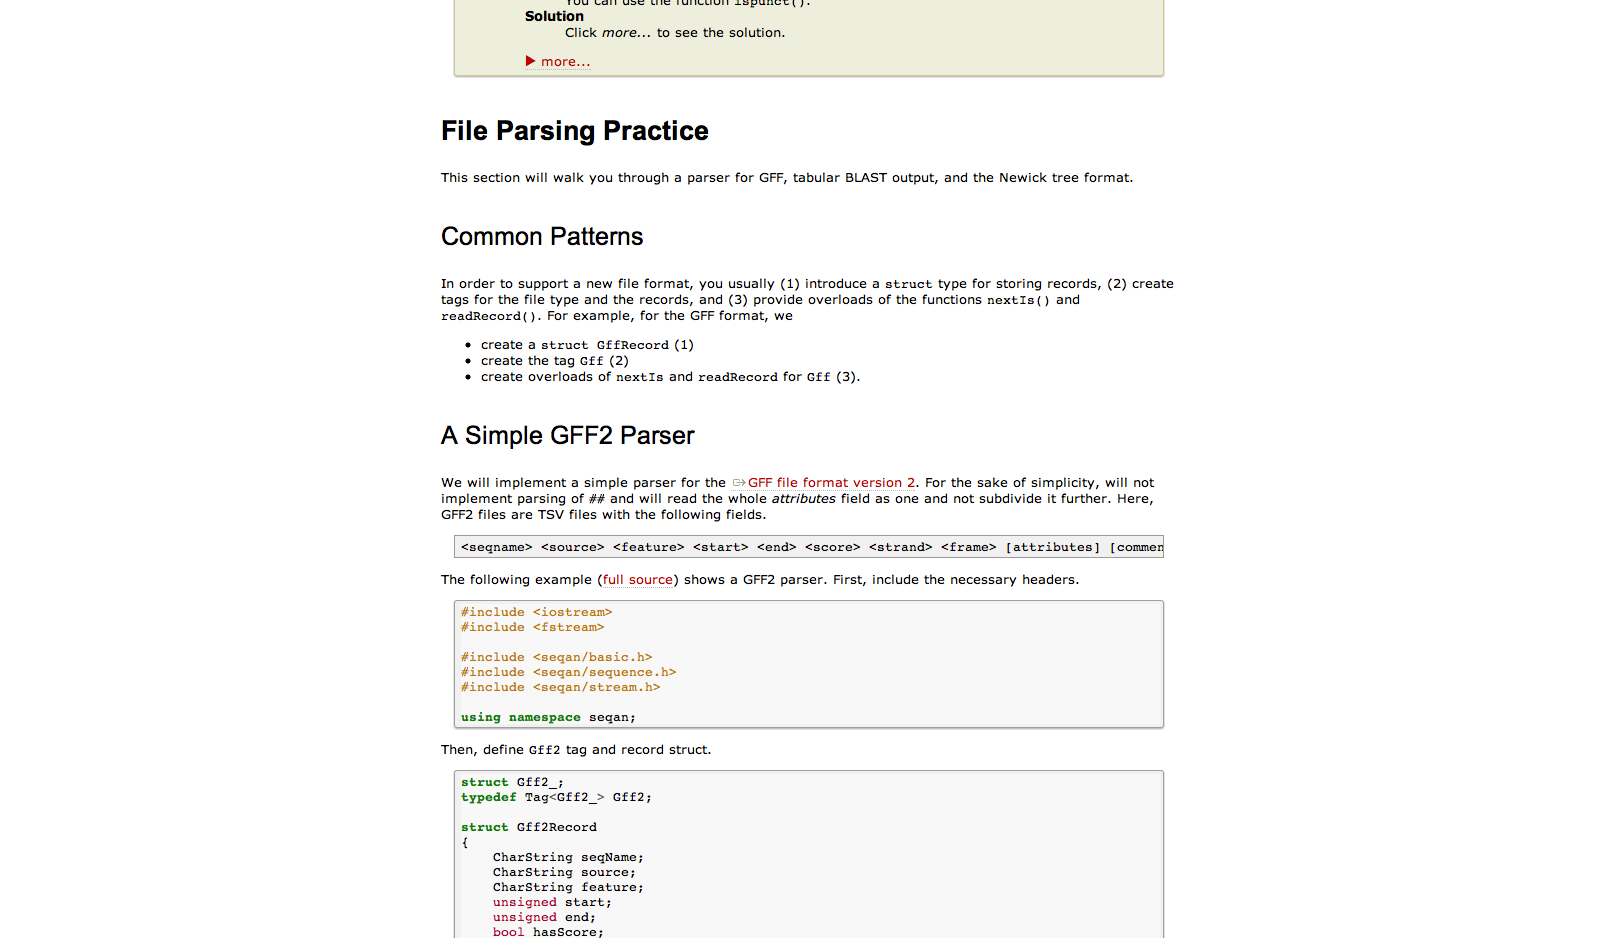 You can use the function ispunct().
Solution
Click more... to see the solution.
more...
File Parsing Practice
This section will walk you through a parser for GFF, tabular BLAST output, and the Newick tree format.
Common Patterns
In order to support a new file format, you usually (1) introduce a struct type for storing records, (2) create
tags for the file type and the records, and (3) provide overloads of the functions nextIs() and
readRecord(). For example, for the GFF format, we
• create a struct GffRecord (1)
• create the tag Gff (2)
• create overloads of nextIs and readRecord for Gff (3).
A Simple GFF2 Parser
We will implement a simple parser for the GFF file format version 2. For the sake of simplicity, will not
implement parsing of ## and will read the whole attributes field as one and not subdivide it further. Here,
GFF2 files are TSV files with the following fields.
<seqname> <source> <feature> <start> <end> <score> <strand> <frame> [attributes] [commen
The following example (full source) shows a GFF2 parser. First, include the necessary headers.
#include <iostream>
#include <fstream>
#include <seqan/basic.h>
#include <seqan/sequence.h>
#include <seqan/stream.h>
using namespace seqan;
Then, define Gff2 tag and record struct.
struct Gff2_;
typedef Tag<Gff2_> Gff2;
struct Gff2Record
{
CharString seqName;
CharString source;
CharString feature;
unsigned start;
unsigned end;
bool hasScore;